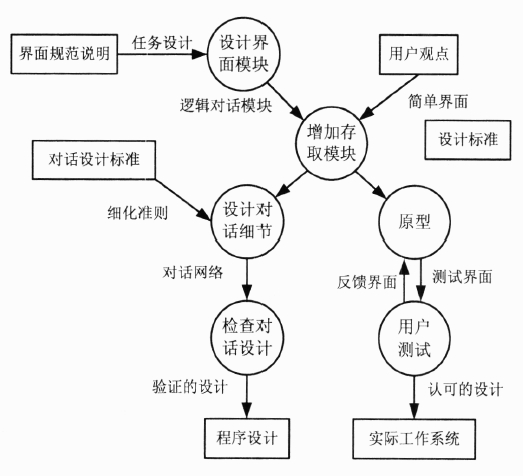 界面规范说明
任务设计
设计界
面模块
用户观点
逻辑对话模块
简单界面
增加存
取模块
设计标准
对话设计标准
细化准则
设计对
话细节
原型
对话网络
反馈界面
测试界面
检查对
话设计
用户
测试
验证的设计
认可的设计
程序设计
实际工作系统